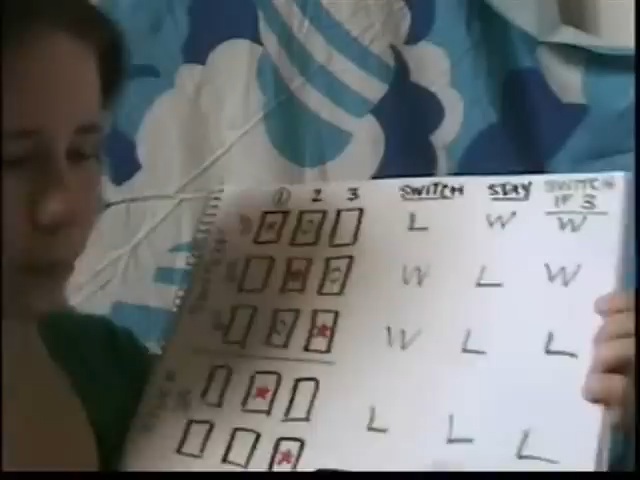 ① 2 3 SWITCH STAY SWITCH IF 3
L W W
W L W
W L L
L L L